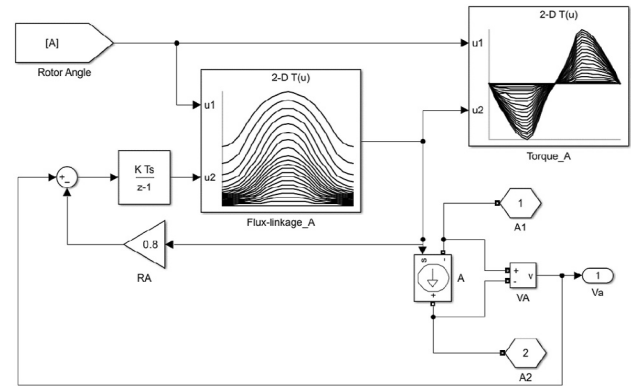 2-D T(u)
[A]
u1
Rotor Angle
2-D T(u)
u1
u2
Torque_A
K Ts
z-1
u2
Flux-linkage_A
+
-
1
A1
0.8
RA
s
-
+
A
+
-
v
VA
1
Va
2
A2